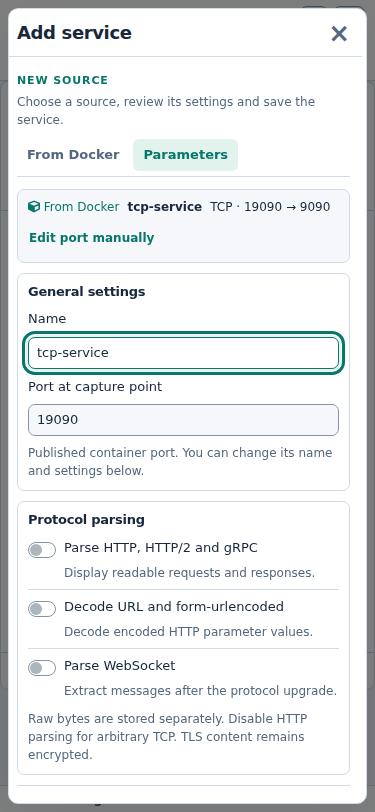 Add service
NEW SOURCE
Choose a source, review its settings and save the
service.
From Docker Parameters
From Docker tcp-service TCP · 19090 → 9090
Edit port manually
General settings
Name
tcp-service
Port at capture point
19090
Published container port. You can change its name
and settings below.
Protocol parsing
Parse HTTP, HTTP/2 and gRPC
Display readable requests and responses.
Decode URL and form-urlencoded
Decode encoded HTTP parameter values.
Parse WebSocket
Extract messages after the protocol upgrade.
Raw bytes are stored separately. Disable HTTP
parsing for arbitrary TCP. TLS content remains
encrypted.